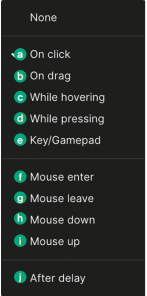 None
a On click
b On drag
c While hovering
d While pressing
e Key/Gamepad
f Mouse enter
g Mouse leave
h Mouse down
i Mouse up
j After delay